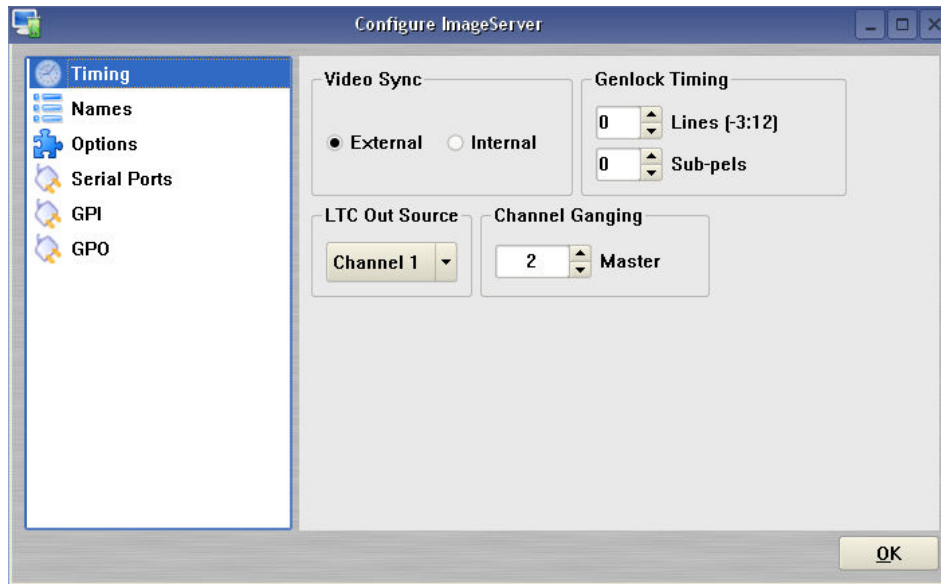 Configure ImageServer
Timing
Names
Options
Serial Ports
GPI
GPO
Video Sync
External Internal
Genlock Timing
0 Lines (-3:12)
0 Sub-pels
LTC Out Source
Channel 1
Channel Ganging
2 Master
OK